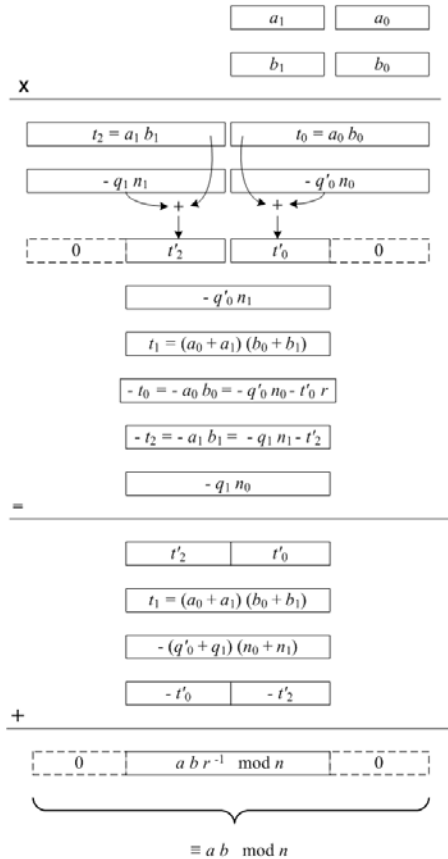 a₁ a₀
b₁ b₀
x
t₂ = a₁ b₁ t₀ = a₀ b₀
- q₁ n₁ - q′₀ n₀
+ +
0 t′₂ t′₀ 0
- q′₀ n₁
t₁ = (a₀ + a₁) (b₀ + b₁)
- t₀ = - a₀ b₀ = - q′₀ n₀ - t′₀ r
- t₂ = - a₁ b₁ = - q₁ n₁ - t′₂
- q₁ n₀
=
t′₂ t′₀
t₁ = (a₀ + a₁) (b₀ + b₁)
- (q′₀ + q₁) (n₀ + n₁)
- t′₀ - t′₂
+
0 a b r⁻¹ mod n 0
≡ a b mod n